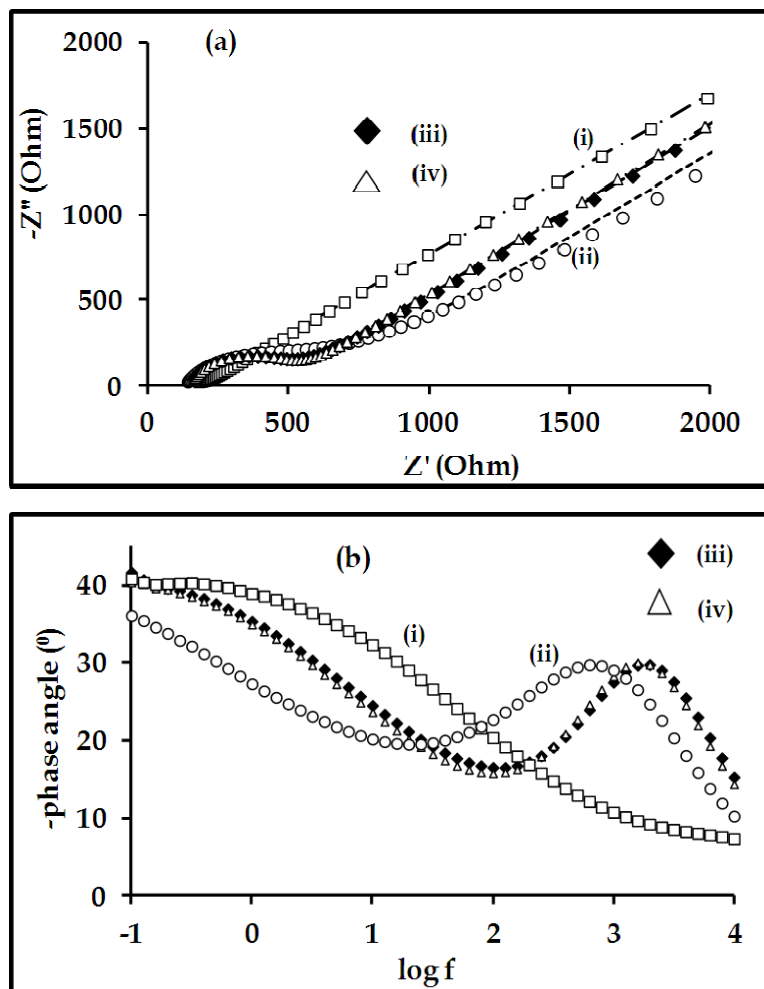 (a)
2000
1500
1000
500
0
-Z'' (Ohm)
(iii)
(iv)
(i)
(ii)
0 500 1000 1500 2000
Z' (Ohm)
(b)
40
30
20
10
0
-phase angle (⁰)
(iii)
(iv)
(i)
(ii)
-1 0 1 2 3 4
log f